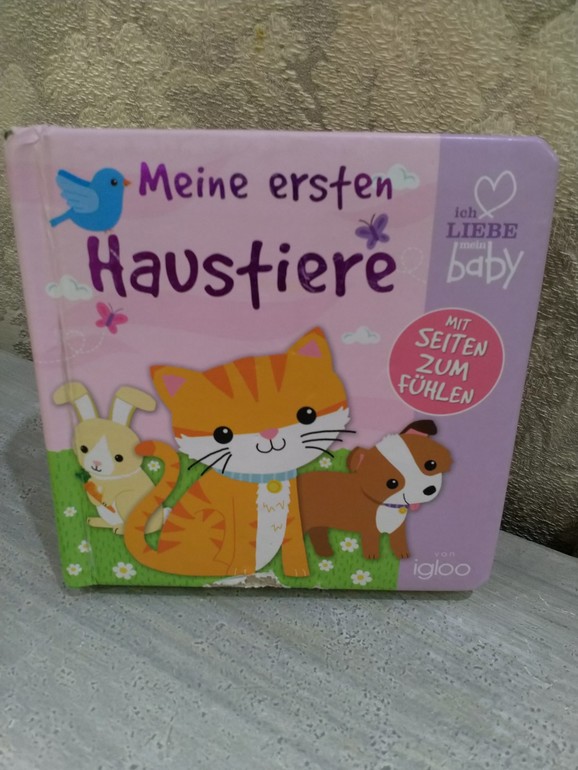 Meine ersten
Haustiere
ich
LIEBE
mein
baby
MIT
SEITEN
ZUM
FÜHLEN
von
igloo